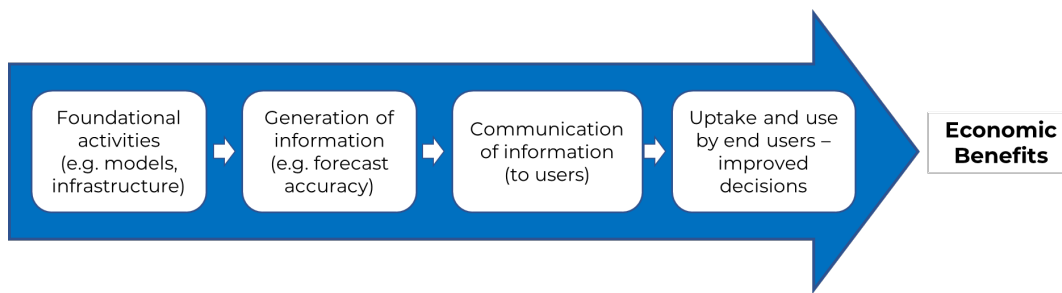 Foundational
activities
(e.g. models,
infrastructure)
Generation of
information
(e.g. forecast
accuracy)
Communication
of information
(to users)
Uptake and use
by end users –
improved
decisions
Economic
Benefits